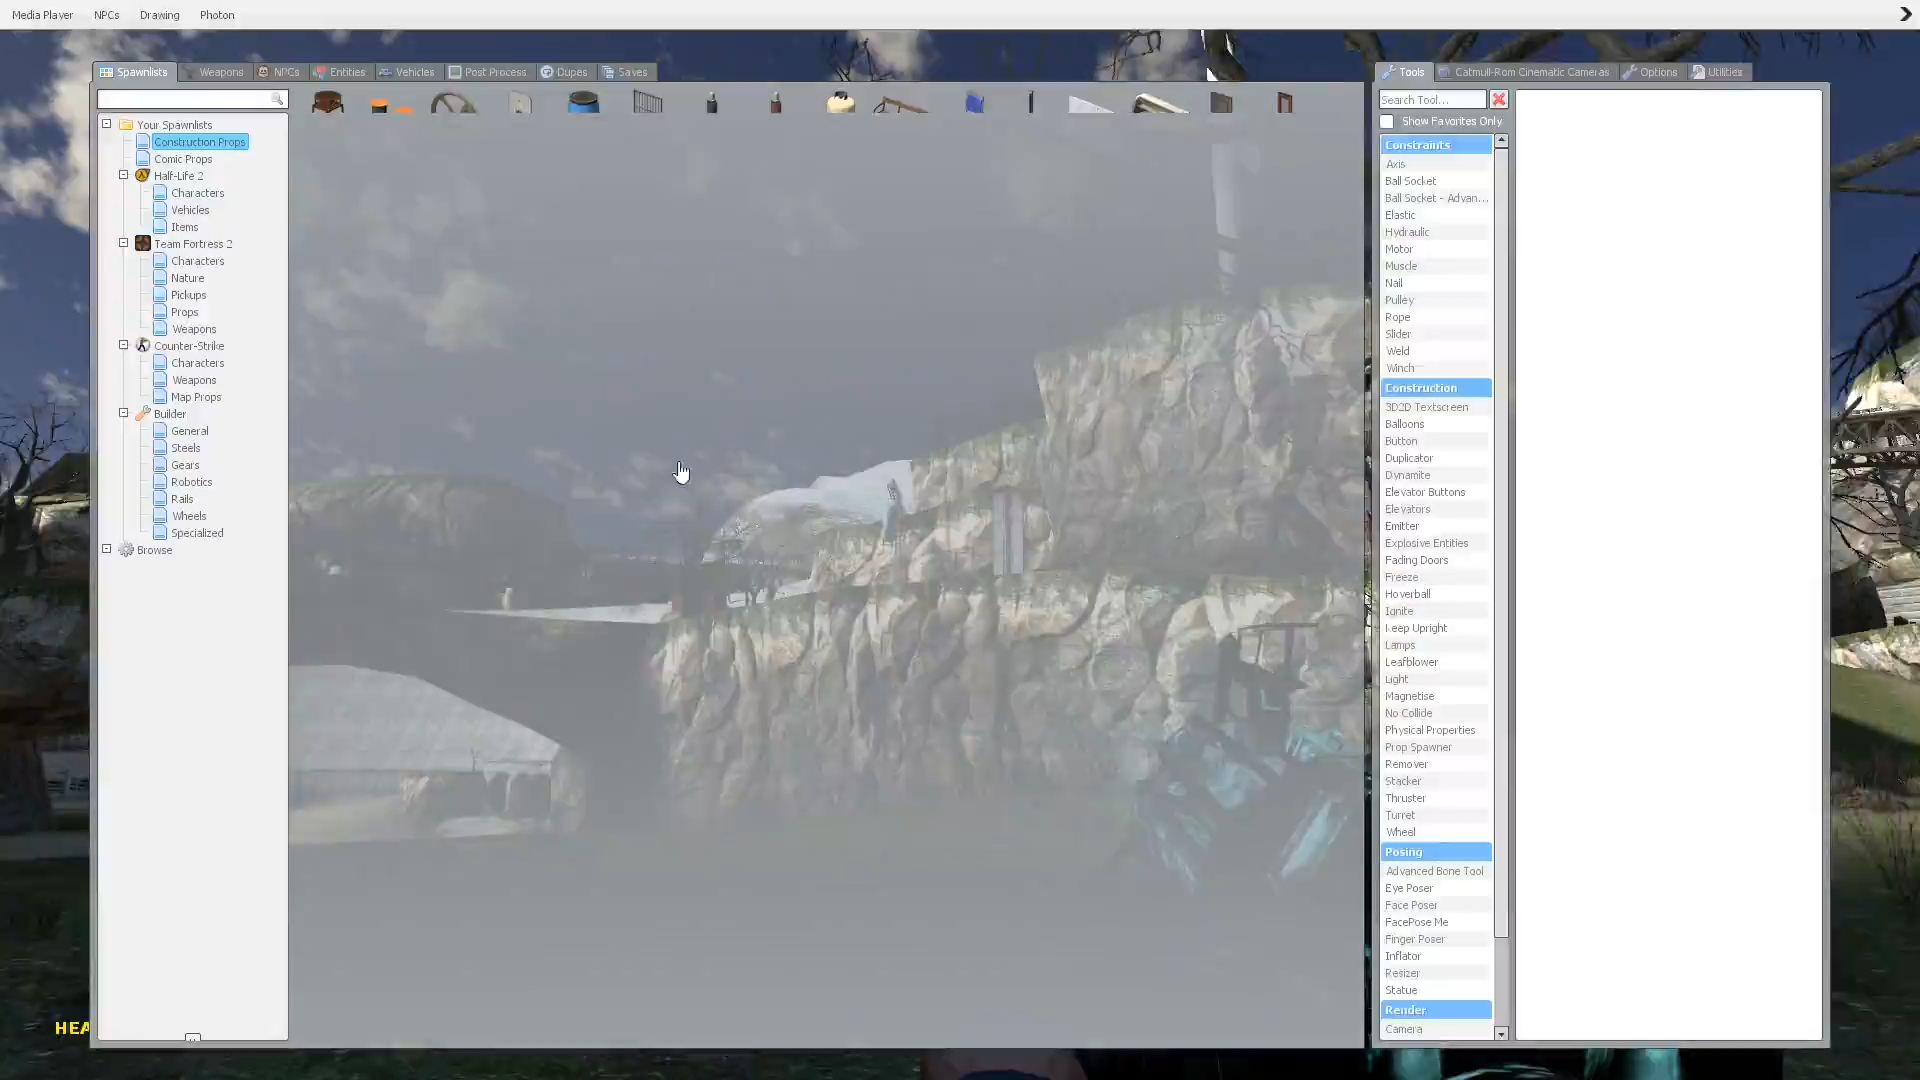 Media Player NPCs Drawing Photon
Spawnlists Weapons NPCs Entities Vehicles Post Process Dupes Saves
Your Spawnlists
Construction Props
Comic Props
Half-Life 2
Characters
Vehicles
Items
Team Fortress 2
Characters
Nature
Pickups
Props
Weapons
Counter-Strike
Characters
Weapons
Map Props
Builder
General
Steels
Gears
Robotics
Rails
Wheels
Specialized
Browse
HEA
Tools Catmull-Rom Cinematic Cameras Options Utilities
Search Tool...
Show Favorites Only
Constraints
Axis
Ball Socket
Ball Socket - Advan...
Elastic
Hydraulic
Motor
Muscle
Nail
Pulley
Rope
Slider
Weld
Winch
Construction
3D2D Textscreen
Balloons
Button
Duplicator
Dynamite
Elevator Buttons
Elevators
Emitter
Explosive Entities
Fading Doors
Freeze
Hoverball
Ignite
Keep Upright
Lamps
Leafblower
Light
Magnetise
No Collide
Physical Properties
Prop Spawner
Remover
Stacker
Thruster
Turret
Wheel
Posing
Advanced Bone Tool
Eye Poser
Face Poser
FacePose Me
Finger Poser
Inflator
Resizer
Statue
Render
Camera